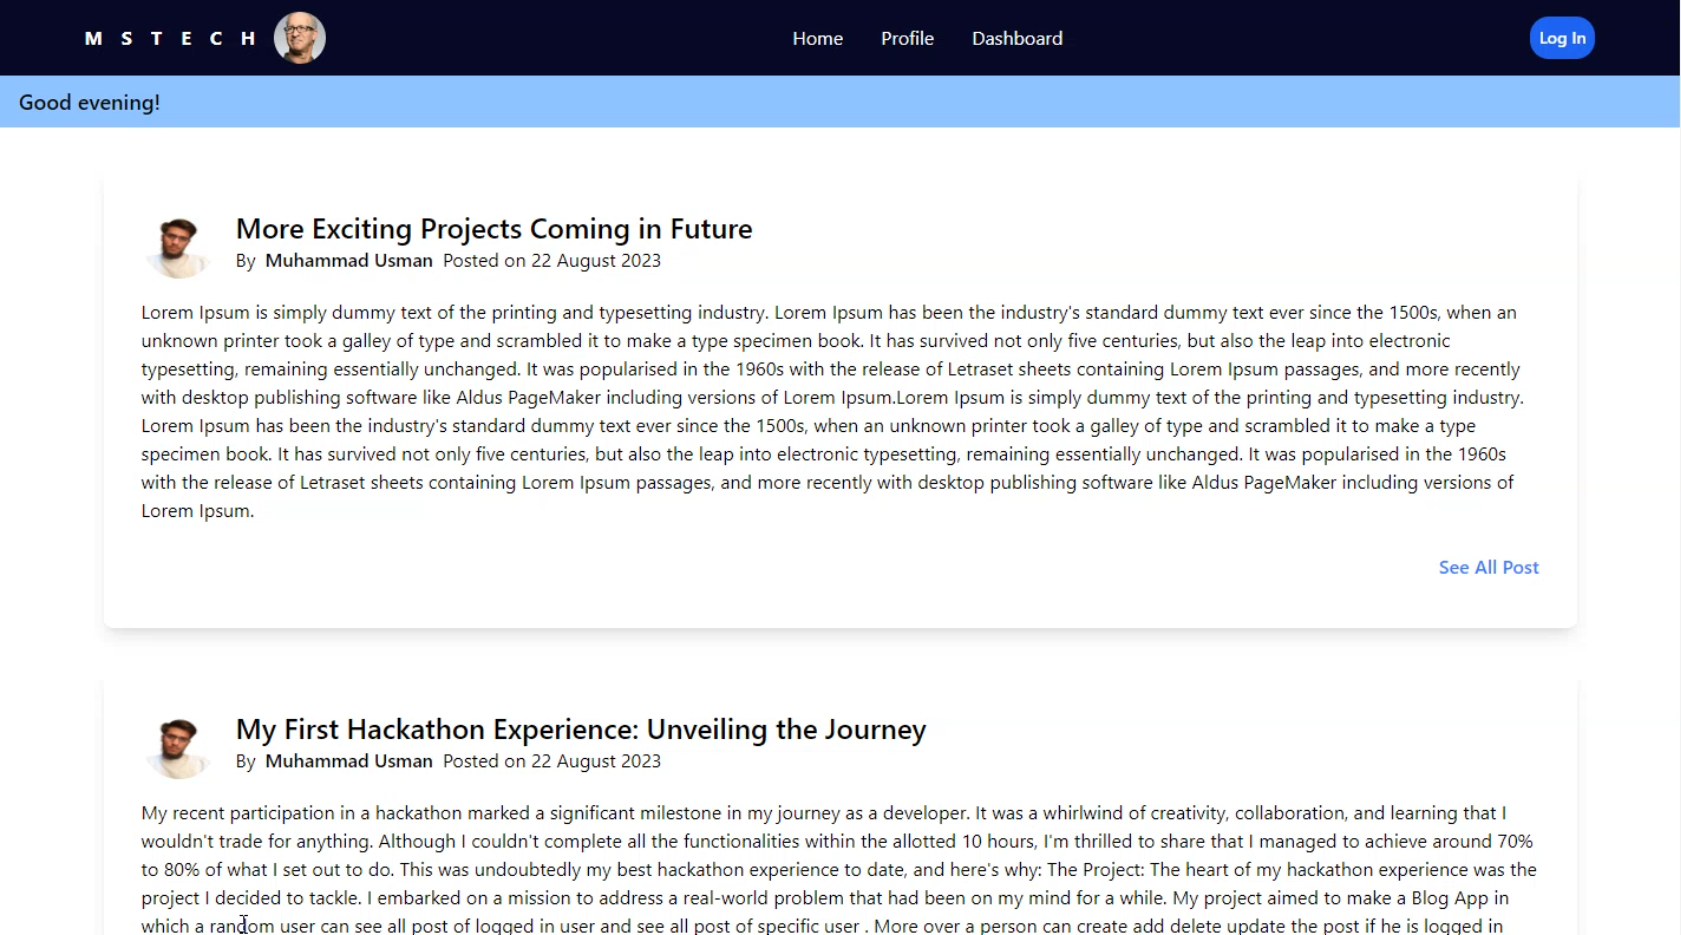 M S T E C H
Home Profile Dashboard
Log In
Good evening!
More Exciting Projects Coming in Future
By Muhammad Usman Posted on 22 August 2023
Lorem Ipsum is simply dummy text of the printing and typesetting industry. Lorem Ipsum has been the industry's standard dummy text ever since the 1500s, when an
unknown printer took a galley of type and scrambled it to make a type specimen book. It has survived not only five centuries, but also the leap into electronic
typesetting, remaining essentially unchanged. It was popularised in the 1960s with the release of Letraset sheets containing Lorem Ipsum passages, and more recently
with desktop publishing software like Aldus PageMaker including versions of Lorem Ipsum.Lorem Ipsum is simply dummy text of the printing and typesetting industry.
Lorem Ipsum has been the industry's standard dummy text ever since the 1500s, when an unknown printer took a galley of type and scrambled it to make a type
specimen book. It has survived not only five centuries, but also the leap into electronic typesetting, remaining essentially unchanged. It was popularised in the 1960s
with the release of Letraset sheets containing Lorem Ipsum passages, and more recently with desktop publishing software like Aldus PageMaker including versions of
Lorem Ipsum.
See All Post
My First Hackathon Experience: Unveiling the Journey
By Muhammad Usman Posted on 22 August 2023
My recent participation in a hackathon marked a significant milestone in my journey as a developer. It was a whirlwind of creativity, collaboration, and learning that I
wouldn't trade for anything. Although I couldn't complete all the functionalities within the allotted 10 hours, I'm thrilled to share that I managed to achieve around 70%
to 80% of what I set out to do. This was undoubtedly my best hackathon experience to date, and here's why: The Project: The heart of my hackathon experience was the
project I decided to tackle. I embarked on a mission to address a real-world problem that had been on my mind for a while. My project aimed to make a Blog App in
which a random user can see all post of logged in user and see all post of specific user . More over a person can create add delete update the post if he is logged in